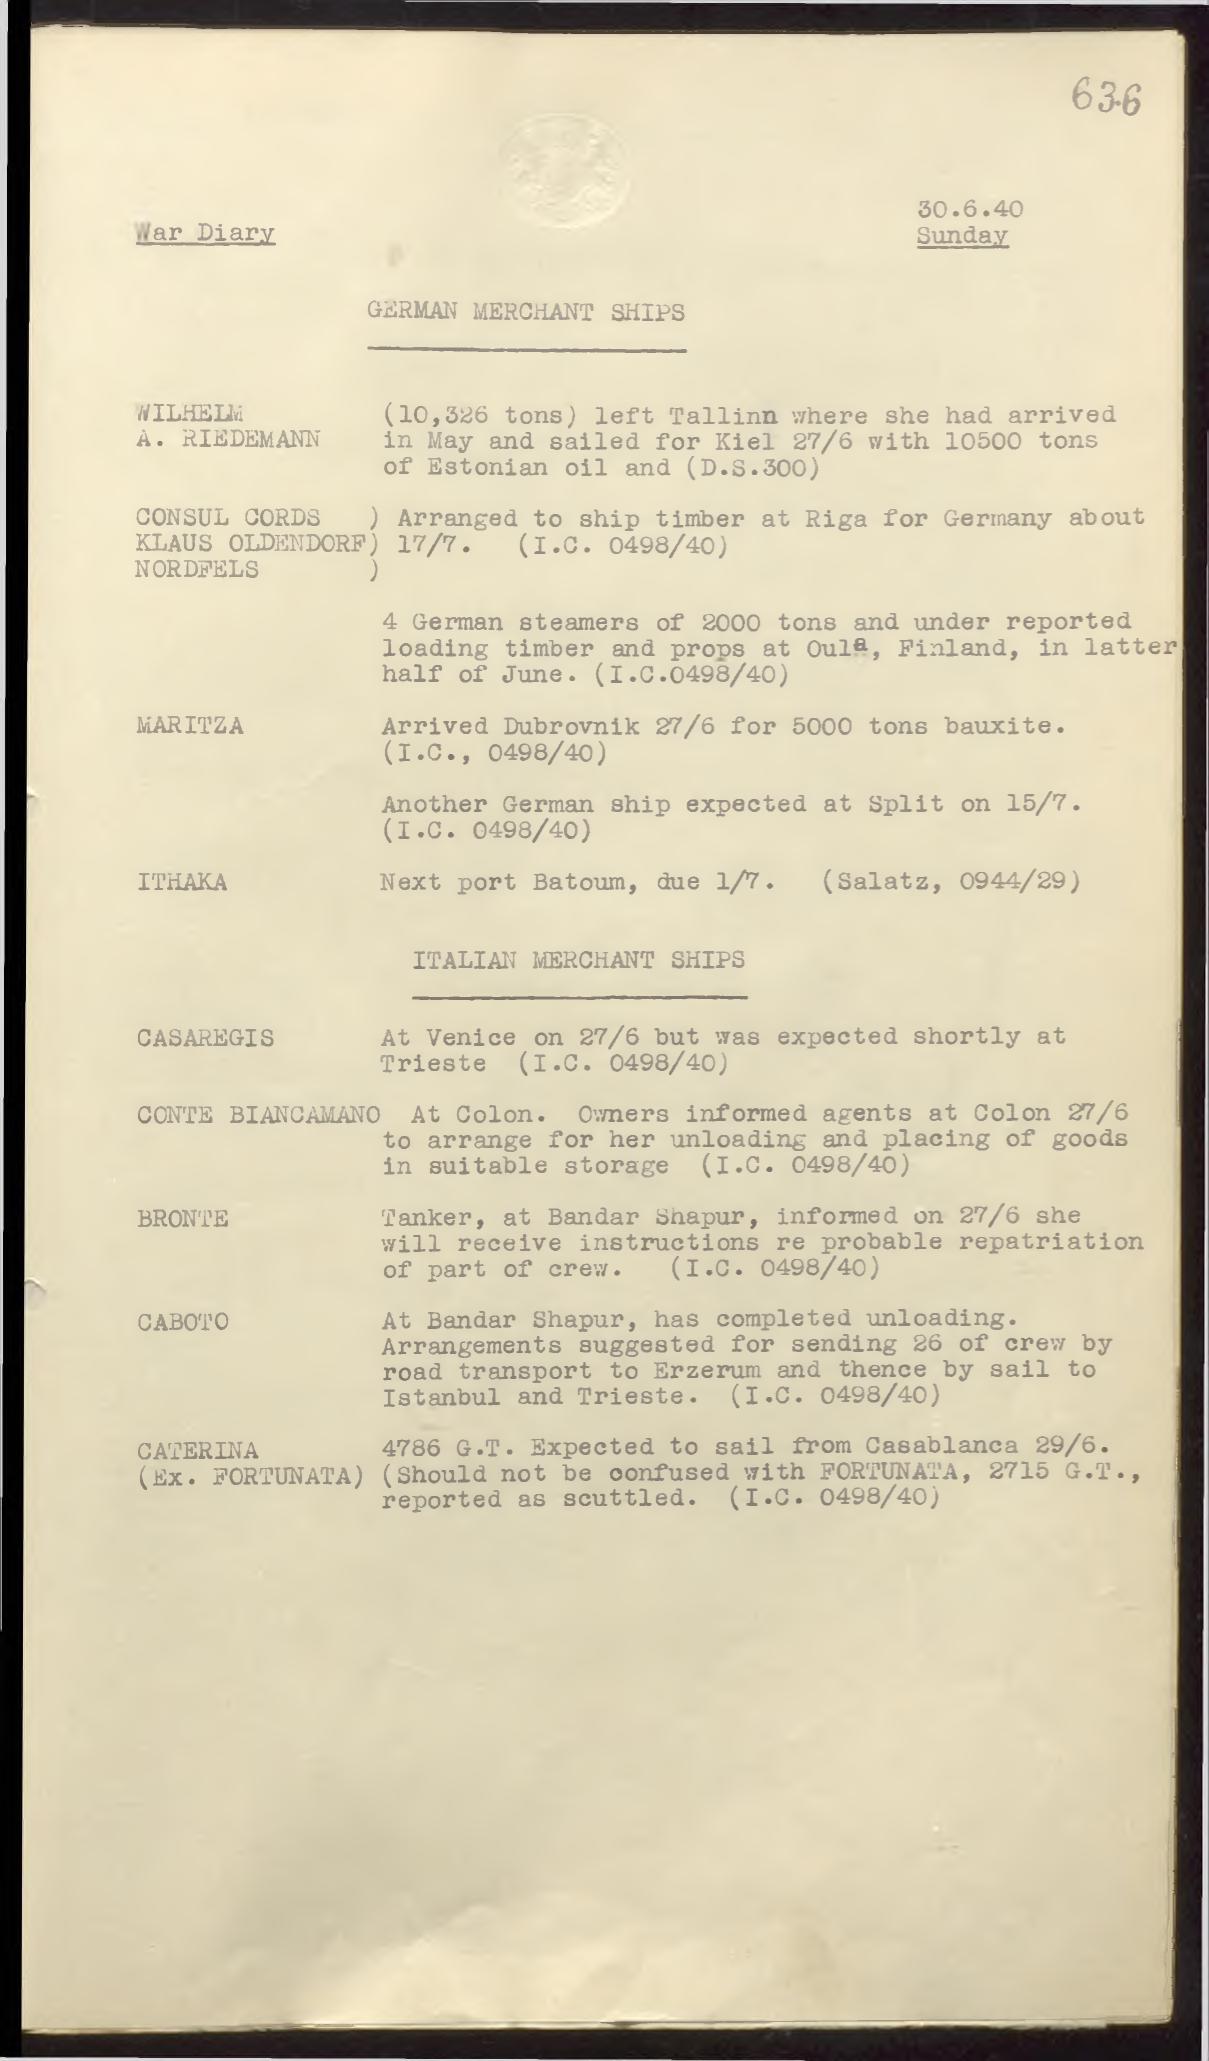 636
30.6.40
War Diary
Sunday
GERMAN MERCHANT SHIPS
WILHELM (10,326 tons) left Tallinn where she had arrived
A. RIEDEMANN in May and sailed for Kiel 27/6 with 10500 tons
of Estonian oil and (D.S.300)
CONSUL CORDS ) Arranged to ship timber at Riga for Germany about
KLAUS OLDENDORF) 17/7. (I.C. 0498/40)
NORDFELS )
4 German steamers of 2000 tons and under reported
loading timber and props at Oula, Finland, in latter
half of June. (I.C.0498/40)
MARITZA Arrived Dubrovnik 27/6 for 5000 tons bauxite.
(I.C., 0498/40)
Another German ship expected at Split on 15/7.
(I.C. 0498/40)
ITHAKA Next port Batoum, due 1/7. (Salatz, 0944/29)
ITALIAN MERCHANT SHIPS
CASAREGIS At Venice on 27/6 but was expected shortly at
Trieste (I.C. 0498/40)
CONTE BIANCAMANO At Colon. Owners informed agents at Colon 27/6
to arrange for her unloading and placing of goods
in suitable storage (I.C. 0498/40)
BRONTE Tanker, at Bandar Shapur, informed on 27/6 she
will receive instructions re probable repatriation
of part of crew. (I.C. 0498/40)
CABOTO At Bandar Shapur, has completed unloading.
Arrangements suggested for sending 26 of crew by
road transport to Erzerum and thence by sail to
Istanbul and Trieste. (I.C. 0498/40)
CATERINA 4786 G.T. Expected to sail from Casablanca 29/6.
(Ex. FORTUNATA) (Should not be confused with FORTUNATA, 2715 G.T.,
reported as scuttled. (I.C. 0498/40)